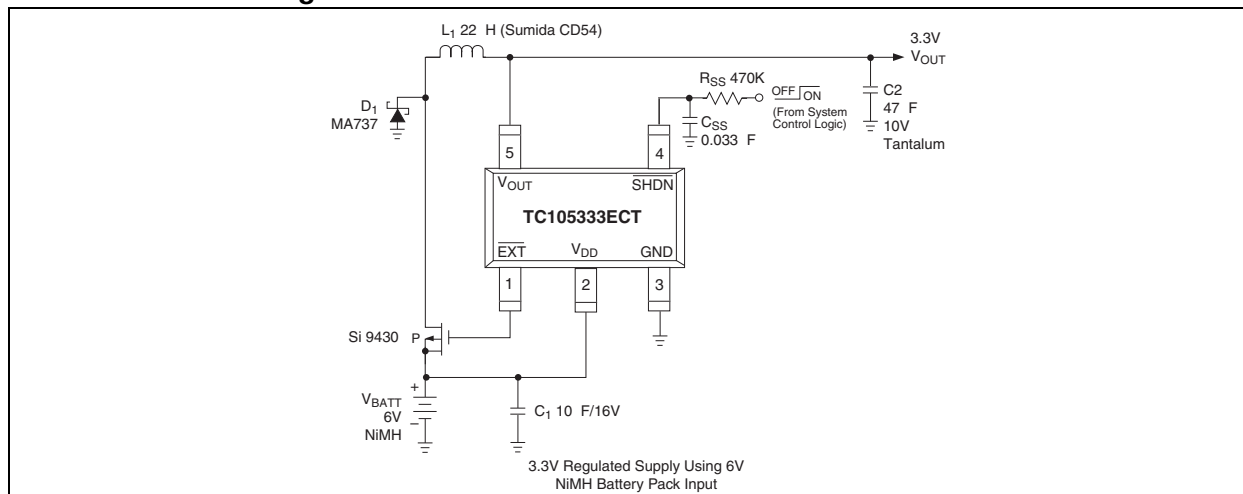 L1 22 H (Sumida CD54)
3.3V
VOUT
RSS 470K
OFF ON
(From System
Control Logic)
CSS
0.033 F
C2
47 F
10V
Tantalum
D1
MA737
5
4
VOUT
SHDN
TC105333ECT
EXT
VDD
GND
1
2
3
Si 9430
P
+
VBATT
6V
−
NiMH
C1 10 F/16V
3.3V Regulated Supply Using 6V
NiMH Battery Pack Input